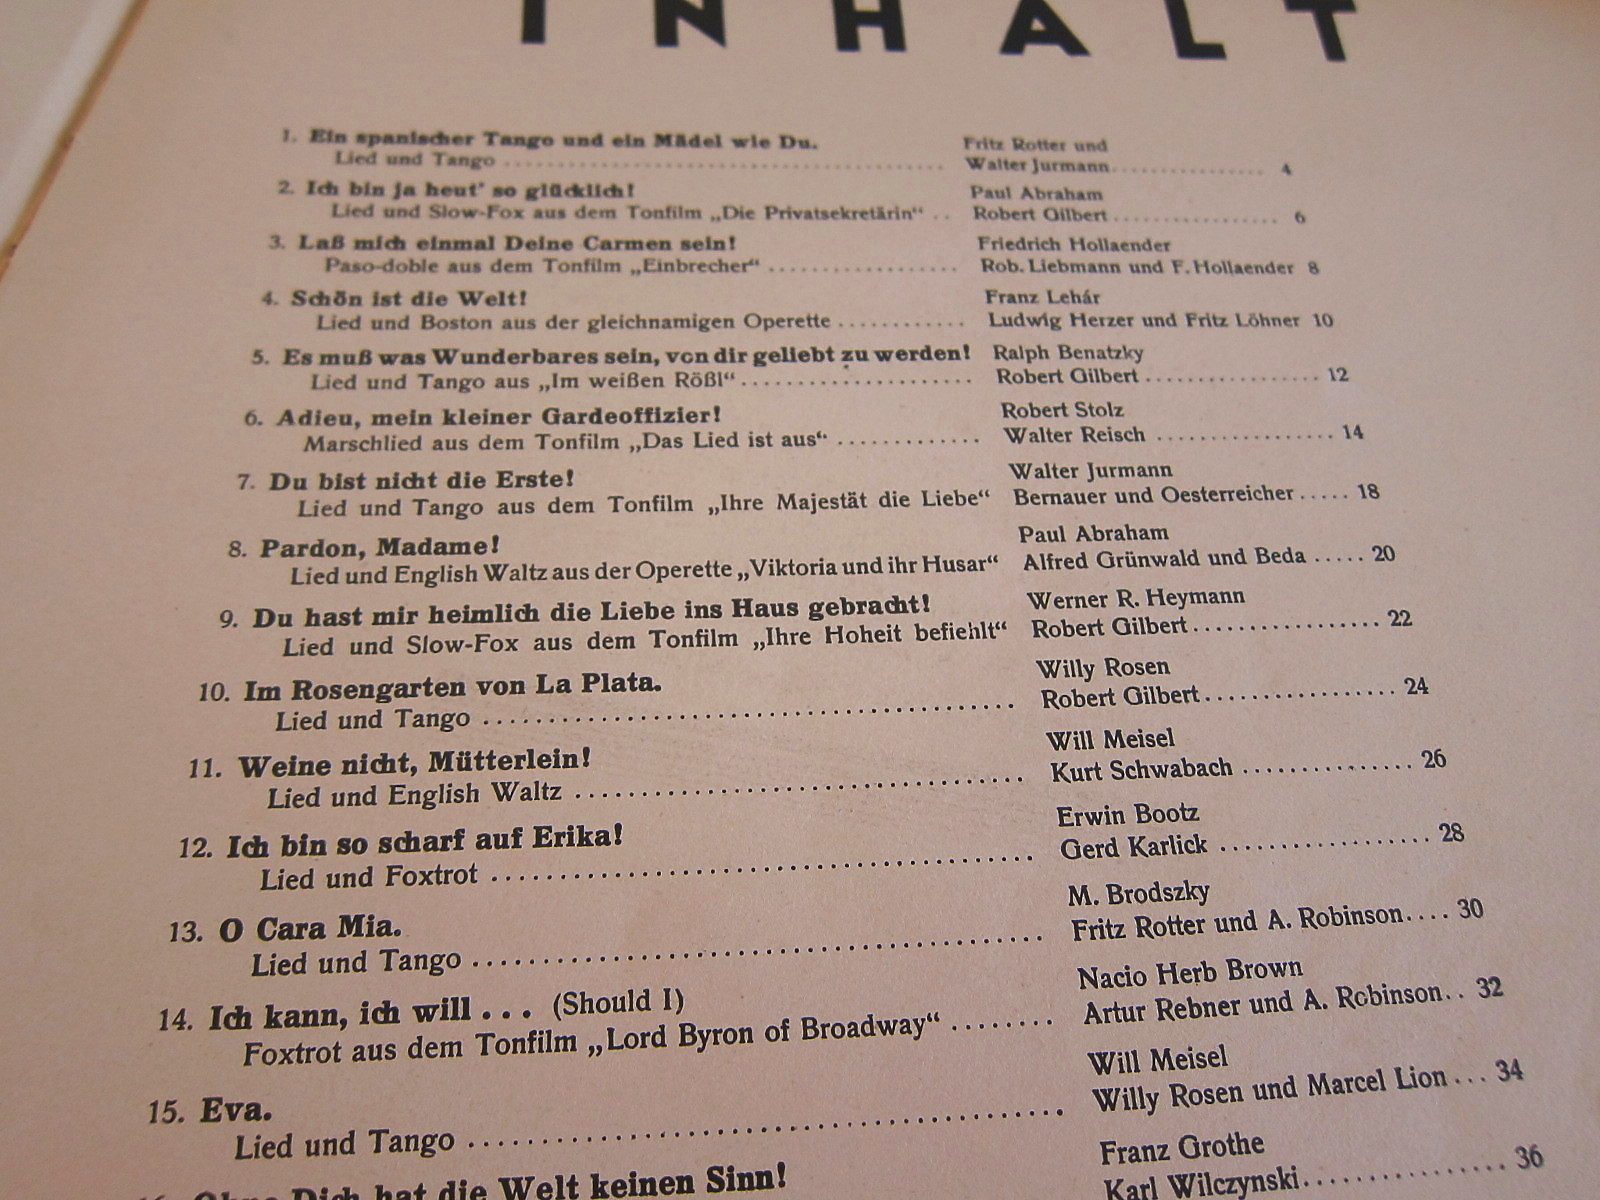 INHALT
1. Ein spanischer Tango und ein Mädel wie Du. Fritz Rotter und
Lied und Tango Walter Jurmann 4
2. Ich bin ja heut' so glücklich! Paul Abraham
Lied und Slow-Fox aus dem Tonfilm „Die Privatsekretärin“ Robert Gilbert 6
3. Laß mich einmal Deine Carmen sein! Friedrich Hollaender
Paso-doble aus dem Tonfilm „Einbrecher“ Rob. Liebmann und F. Hollaender 8
4. Schön ist die Welt! Franz Lehár
Lied und Boston aus der gleichnamigen Operette Ludwig Herzer und Fritz Löhner 10
5. Es muß was Wunderbares sein, von dir geliebt zu werden! Ralph Benatzky
Lied und Tango aus „Im weißen Rößl“ Robert Gilbert 12
6. Adieu, mein kleiner Gardeoffizier! Robert Stolz
Marschlied aus dem Tonfilm „Das Lied ist aus“ Walter Reisch 14
7. Du bist nicht die Erste! Walter Jurmann
Lied und Tango aus dem Tonfilm „Ihre Majestät die Liebe“ Bernauer und Oesterreicher 18
8. Pardon, Madame! Paul Abraham
Lied und English Waltz aus der Operette „Viktoria und ihr Husar“ Alfred Grünwald und Beda 20
9. Du hast mir heimlich die Liebe ins Haus gebracht! Werner R. Heymann
Lied und Slow-Fox aus dem Tonfilm „Ihre Hoheit befiehlt“ Robert Gilbert 22
10. Im Rosengarten von La Plata. Willy Rosen
Lied und Tango Robert Gilbert 24
11. Weine nicht, Mütterlein! Will Meisel
Lied und English Waltz Kurt Schwabach 26
12. Ich bin so scharf auf Erika! Erwin Bootz
Lied und Foxtrot Gerd Karlick 28
13. O Cara Mia. M. Brodszky
Lied und Tango Fritz Rotter und A. Robinson 30
14. Ich kann, ich will . . . (Should I) Nacio Herb Brown
Foxtrot aus dem Tonfilm „Lord Byron of Broadway“ Artur Rebner und A. Robinson 32
15. Eva. Will Meisel
Lied und Tango Willy Rosen und Marcel Lion 34
16. Ohne Dich hat die Welt keinen Sinn! Franz Grothe
Karl Wilczynski 36